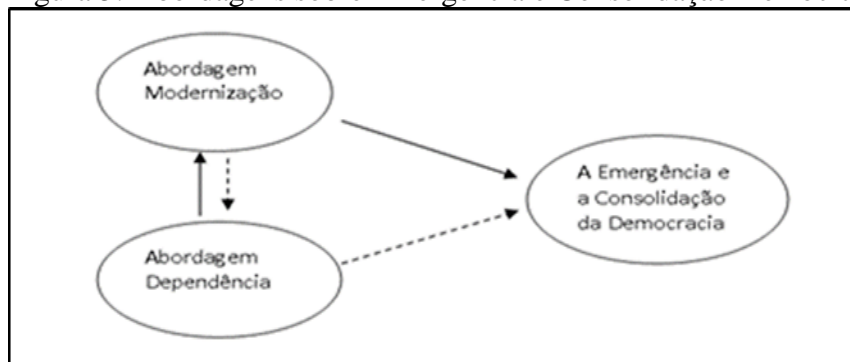 Abordagem
Modernização
A Emergência e
a Consolidação
da Democracia
Abordagem
Dependência